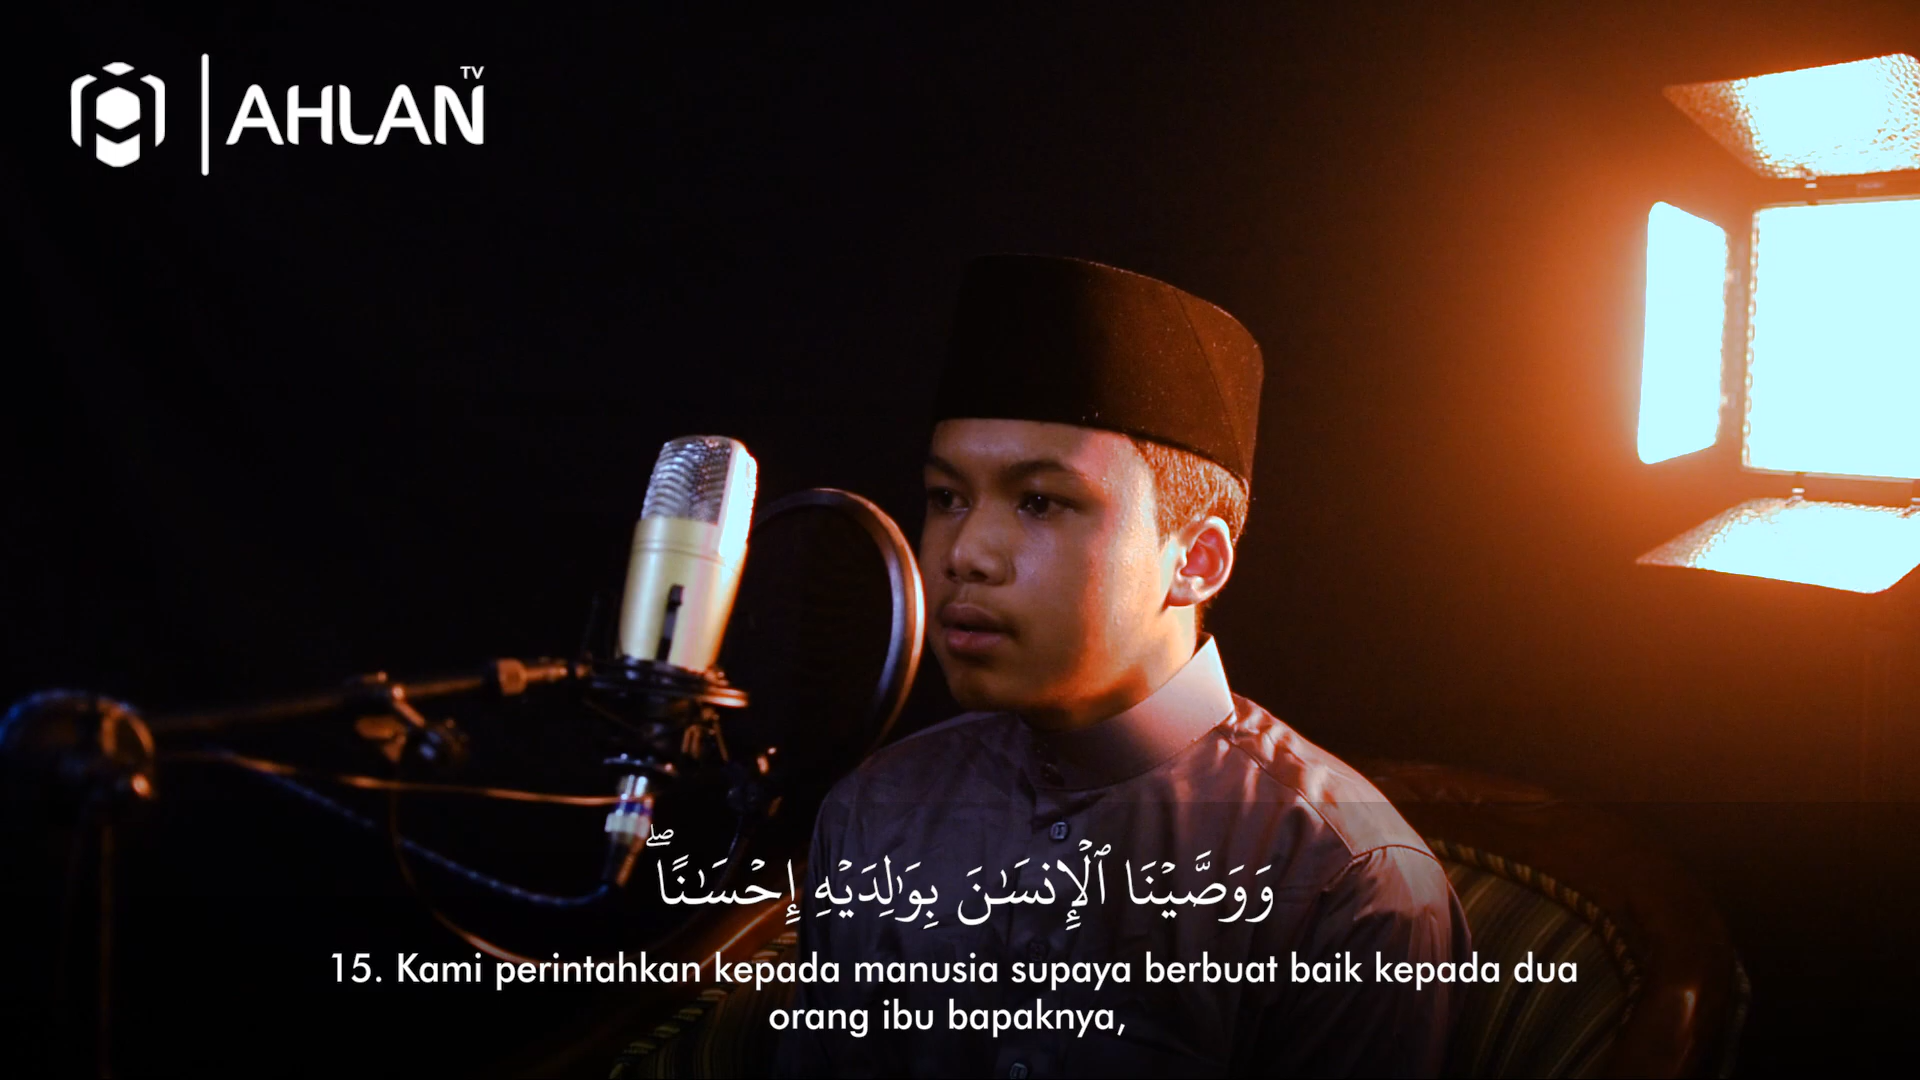 AHLAN TV
وَوَصَّيْنَا ٱلْإِنسَـٰنَ بِوَٰلِدَيْهِ إِحْسَـٰنًا ۖ
15. Kami perintahkan kepada manusia supaya berbuat baik kepada dua
orang ibu bapaknya,